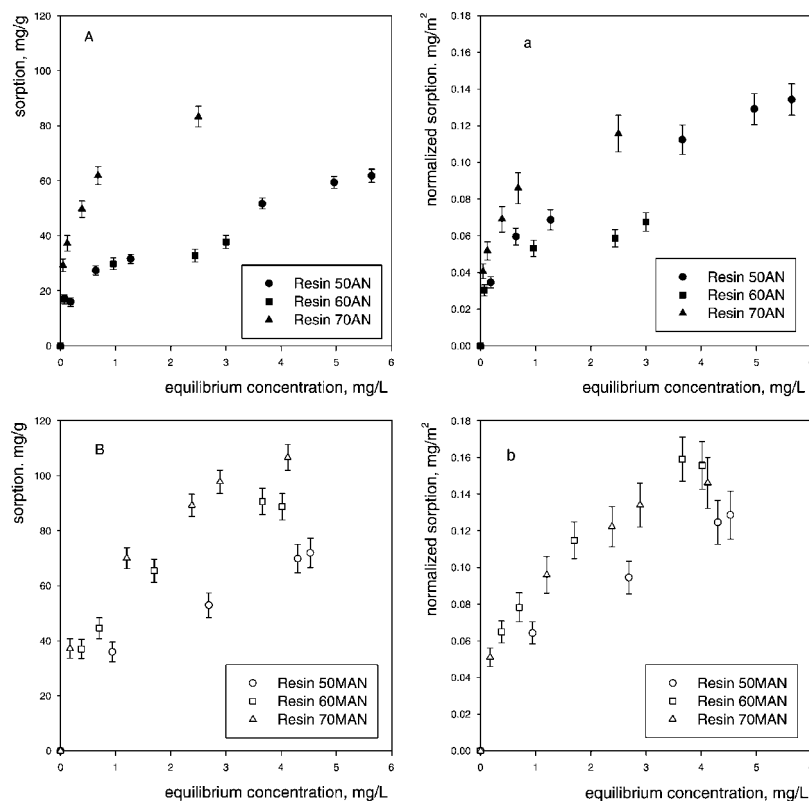 A
sorption, mg/g
120
100
80
60
40
20
0
0 1 2 3 4 5 6
equilibrium concentration, mg/L
Resin 50AN
Resin 60AN
Resin 70AN
a
normalized sorption. mg/m²
0.18
0.16
0.14
0.12
0.10
0.08
0.06
0.04
0.02
0.00
0 1 2 3 4 5 6
equilibrium concentration, mg/L
Resin 50AN
Resin 60AN
Resin 70AN
B
sorption. mg/g
120
100
80
60
40
20
0
0 1 2 3 4 5 6
equilibrium concentration, mg/L
Resin 50MAN
Resin 60MAN
Resin 70MAN
b
normalized sorption, mg/m²
0.18
0.16
0.14
0.12
0.10
0.08
0.06
0.04
0.02
0.00
0 1 2 3 4 5 6
equilibrium concentration, mg/L
Resin 50MAN
Resin 60MAN
Resin 70MAN